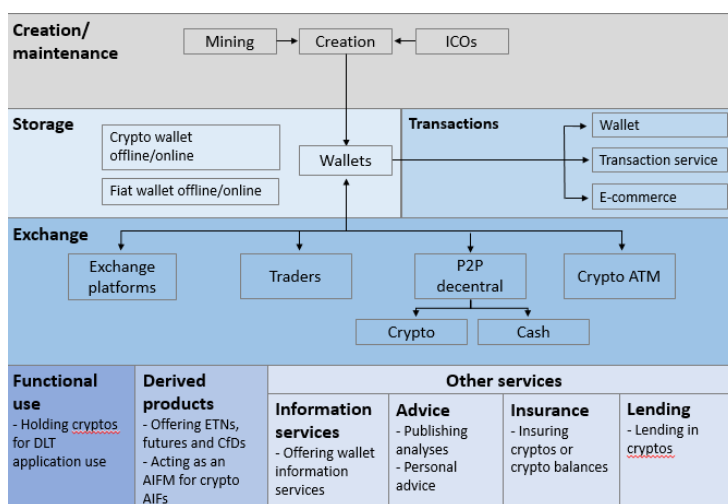 Creation/
maintenance
Mining
Creation
ICOs
Storage
Crypto wallet
offline/online
Fiat wallet offline/online
Wallets
Transactions
Wallet
Transaction service
E-commerce
Exchange
Exchange
platforms
Traders
P2P
decentral
Crypto ATM
Crypto
Cash
Functional
use
- Holding cryptos
for DLT
application use
Derived
products
- Offering ETNs,
futures and CfDs
- Acting as an
AIFM for crypto
AIFs
Other services
Information
services
- Offering wallet
information
services
Advice
- Publishing
analyses
- Personal
advice
Insurance
- Insuring
cryptos or
crypto balances
Lending
- Lending in
cryptos